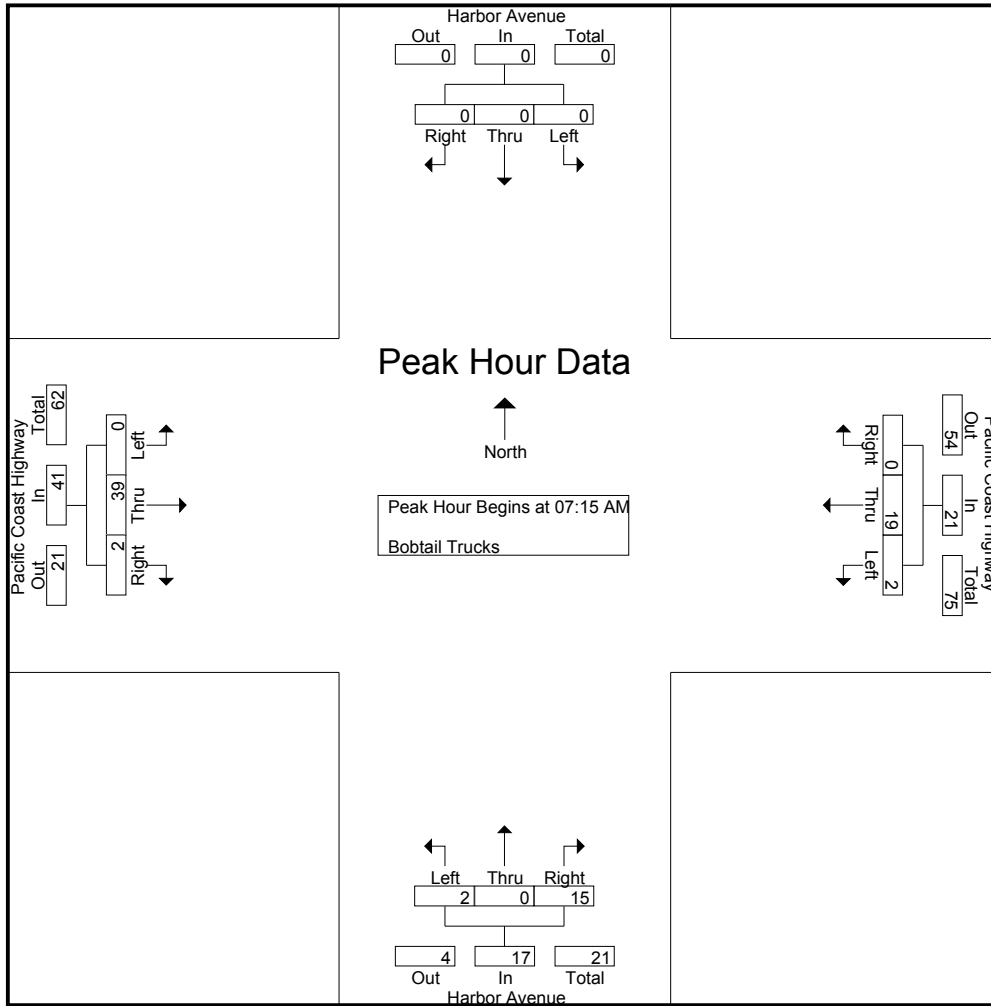 Harbor Avenue
Out In Total
0 0 0
0 0 0
Right Thru Left
Peak Hour Data
North
Peak Hour Begins at 07:15 AM
Bobtail Trucks
Pacific Coast Highway
Total In Out
62 41 21
0 39 2
Left Thru Right
Pacific Coast Highway
Out In Total
54 21 75
0 19 2
Right Thru Left
Left Thru Right
2 0 15
4 17 21
Out In Total
Harbor Avenue